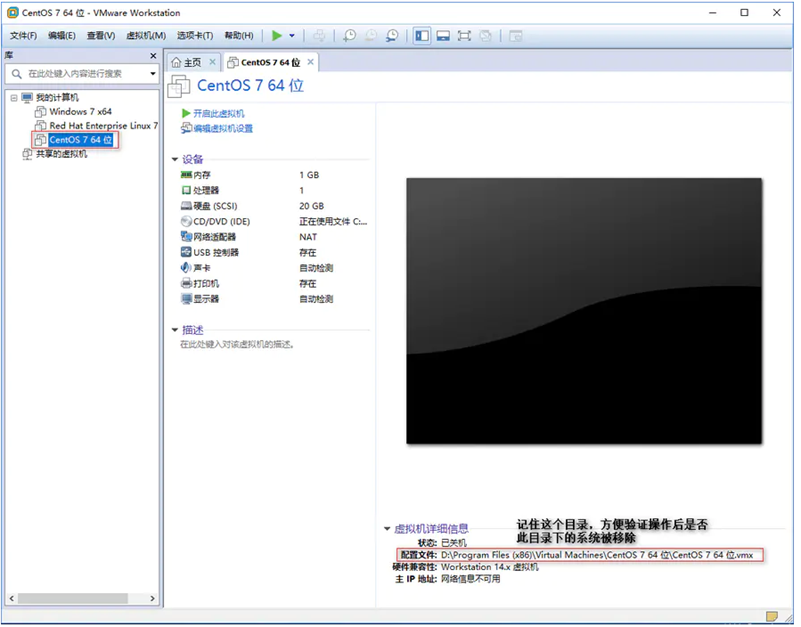 CentOS 7 64 位 - VMware Workstation
文件(F) 编辑(E) 查看(V) 虚拟机(M) 选项卡(T) 帮助(H)
库
在此处键入内容进行搜索
我的计算机
Windows 7 x64
Red Hat Enterprise Linux 7
CentOS 7 64 位
共享的虚拟机
主页
CentOS 7 64 位
CentOS 7 64 位
开启此虚拟机
编辑虚拟机设置
设备
内存 1 GB
处理器 1
硬盘 (SCSI) 20 GB
CD/DVD (IDE) 正在使用文件 C:...
网络适配器 NAT
USB 控制器 存在
声卡 自动检测
打印机 存在
显示器 自动检测
描述
在此处键入对该虚拟机的描述。
虚拟机详细信息
记住这个目录，方便验证操作后是否
此目录下的系统被移除
状态: 已关机
配置文件: D:\Program Files (x86)\Virtual Machines\CentOS 7 64 位\CentOS 7 64 位.vmx
硬件兼容性: Workstation 14.x 虚拟机
主 IP 地址: 网络信息不可用